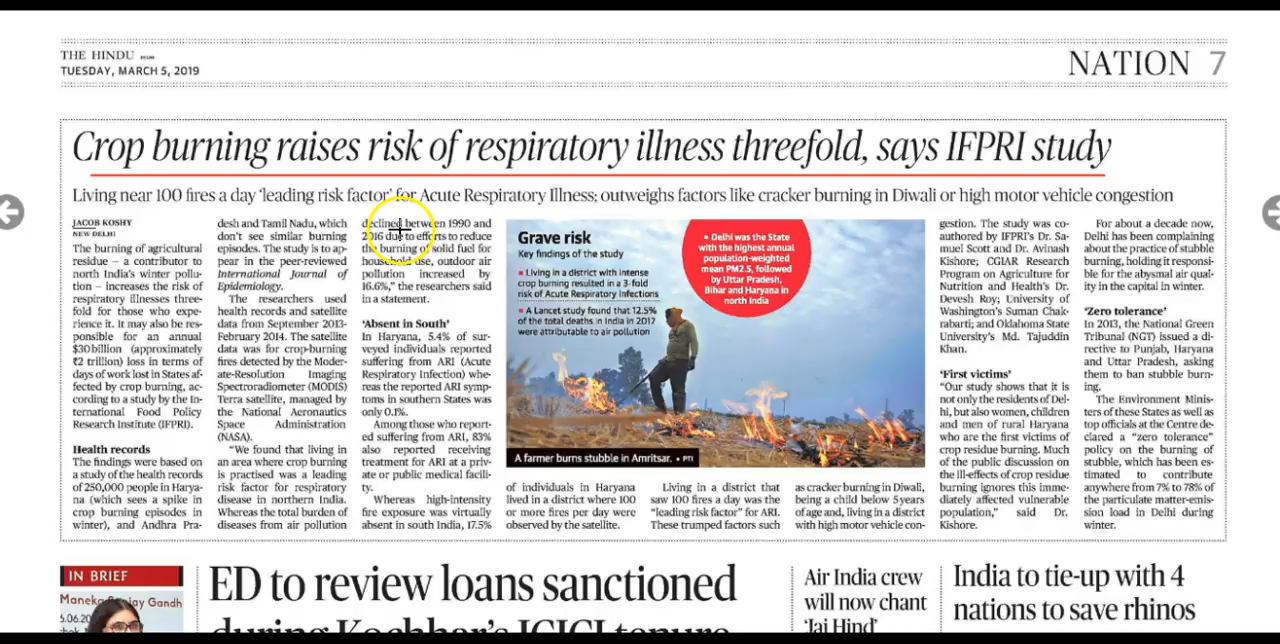 THE HINDU
TUESDAY, MARCH 5, 2019
NATION 7
Crop burning raises risk of respiratory illness threefold, says IFPRI study
Living near 100 fires a day ‘leading risk factor’ for Acute Respiratory Illness; outweighs factors like cracker burning in Diwali or high motor vehicle congestion
JACOB KOSHY
NEW DELHI
The burning of agricultural
residue – a contributor to
north India's winter pollu-
tion – increases the risk of
respiratory illnesses three-
fold for those who expe-
rience it. It may also be res-
ponsible for an annual
$30 billion (approximately
₹2 trillion) loss in terms of
days of work lost in States af-
fected by crop burning, ac-
cording to a study by the In-
ternational Food Policy
Research Institute (IFPRI).
Health records
The findings were based on
a study of the health records
of 250,000 people in Harya-
na (which sees a spike in
crop burning episodes in
winter), and Andhra Pra-
desh and Tamil Nadu, which
don't see similar burning
episodes. The study is to ap-
pear in the peer-reviewed
International Journal of
Epidemiology.
The researchers used
health records and satellite
data from September 2013-
February 2014. The satellite
data was for crop-burning
fires detected by the Moder-
ate-Resolution Imaging
Spectroradiometer (MODIS)
Terra satellite, managed by
the National Aeronautics
Space Administration
(NASA).
“We found that living in
an area where crop burning
is practised was a leading
risk factor for respiratory
disease in northern India.
Whereas the total burden of
diseases from air pollution
declined between 1990 and
2016 due to efforts to reduce
the burning of solid fuel for
household use, outdoor air
pollution increased by
16.6%,” the researchers said
in a statement.
‘Absent in South’
In Haryana, 5.4% of sur-
veyed individuals reported
suffering from ARI (Acute
Respiratory Infection) whe-
reas the reported ARI symp-
toms in southern States was
only 0.1%.
Among those who report-
ed suffering from ARI, 83%
also reported receiving
treatment for ARI at a priv-
ate or public medical facili-
ty.
Whereas high-intensity
fire exposure was virtually
absent in south India, 17.5%
Grave risk
Key findings of the study
Living in a district with intense
crop burning resulted in a 3-fold
risk of Acute Respiratory Infections
A Lancet study found that 12.5%
of the total deaths in India in 2017
were attributable to air pollution
Delhi was the State
with the highest annual
population-weighted
mean PM2.5, followed
by Uttar Pradesh,
Bihar and Haryana in
north India
A farmer burns stubble in Amritsar. • PTI
of individuals in Haryana
lived in a district where 100
or more fires per day were
observed by the satellite.
Living in a district that
saw 100 fires a day was the
“leading risk factor” for ARI.
These trumped factors such
as cracker burning in Diwali,
being a child below 5 years
of age and, living in a district
with high motor vehicle con-
gestion. The study was co-
authored by IFPRI's Dr. Sa-
muel Scott and Dr. Avinash
Kishore; CGIAR Research
Program on Agriculture for
Nutrition and Health's Dr.
Devesh Roy; University of
Washington's Suman Chak-
rabarti; and Oklahoma State
University's Md. Tajuddin
Khan.
‘First victims’
“Our study shows that it is
not only the residents of Del-
hi, but also women, children
and men of rural Haryana
who are the first victims of
crop residue burning. Much
of the public discussion on
the ill-effects of crop residue
burning ignores this imme-
diately affected vulnerable
population,” said Dr.
Kishore.
For about a decade now,
Delhi has been complaining
about the practice of stubble
burning, holding it responsi-
ble for the abysmal air qual-
ity in the capital in winter.
‘Zero tolerance’
In 2013, the National Green
Tribunal (NGT) issued a di-
rective to Punjab, Haryana
and Uttar Pradesh, asking
them to ban stubble burn-
ing.
The Environment Minis-
ters of these States as well as
top officials at the Centre de-
clared a “zero tolerance”
policy on the burning of
stubble, which has been es-
timated to contribute
anywhere from 7% to 78% of
the particulate matter-emis-
sion load in Delhi during
winter.
IN BRIEF
Maneka Sanjay Gandhi
ED to review loans sanctioned
during Kochhar's ICICI tenure
Air India crew
will now chant
‘Jai Hind’
India to tie-up with 4
nations to save rhinos